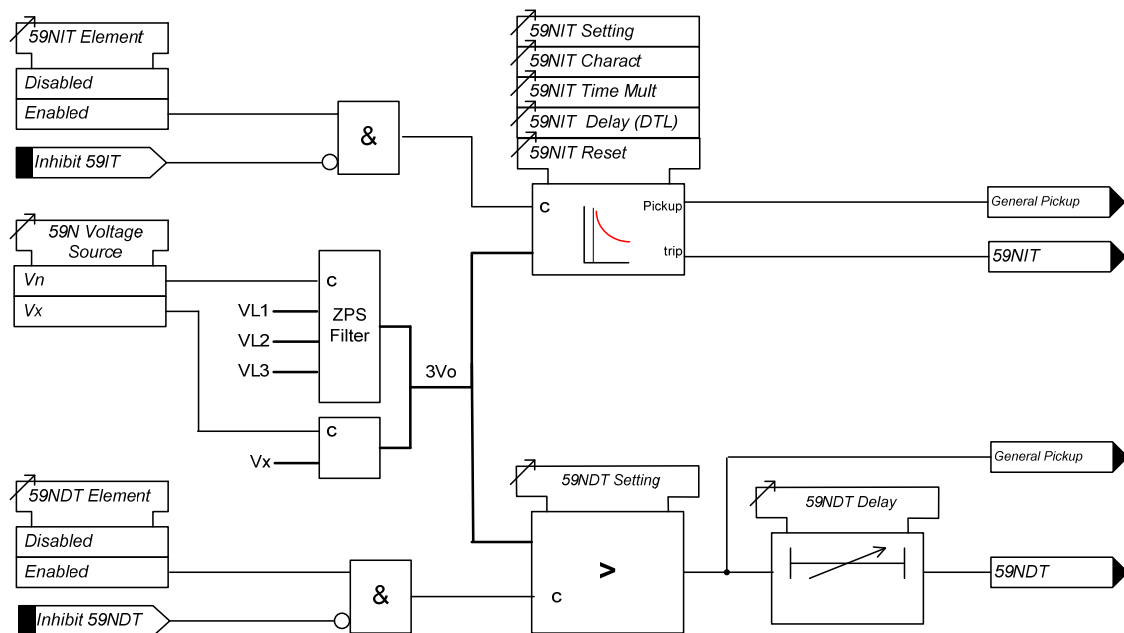 59NIT Element
Disabled
Enabled
Inhibit 59IT
&
59NIT Setting
59NIT Charact
59NIT Time Mult
59NIT Delay (DTL)
59NIT Reset
C
Pickup
trip
General Pickup
59NIT
59N Voltage
Source
Vn
Vx
C
ZPS
Filter
VL1
VL2
VL3
3Vo
C
Vx
59NDT Element
Disabled
Enabled
Inhibit 59NDT
&
59NDT Setting
>
C
59NDT Delay
General Pickup
59NDT